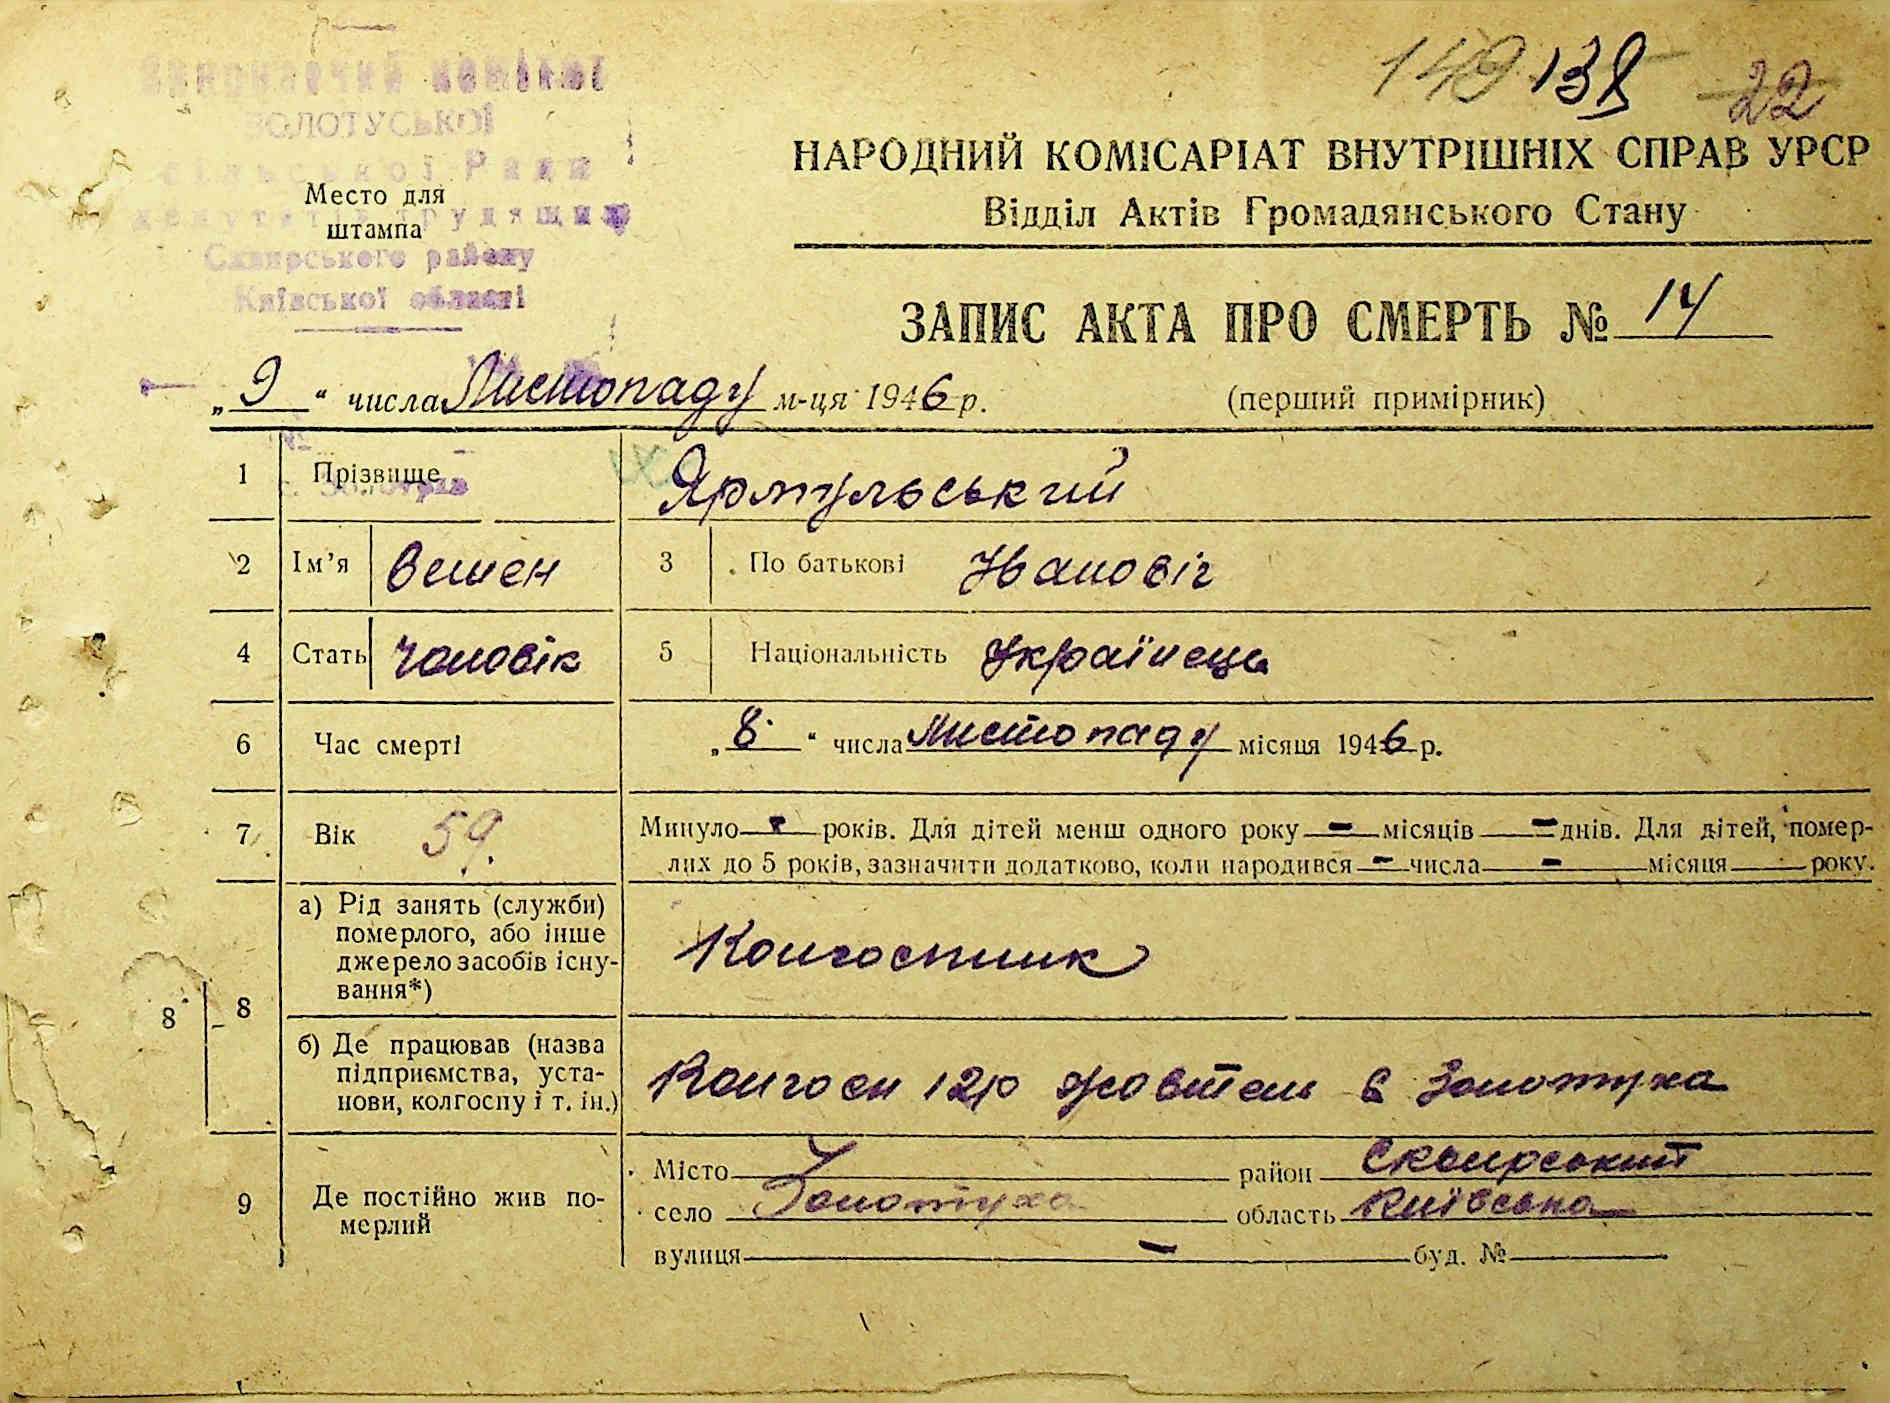 149 138 22
Виконавчий комітет
ЗОЛОТУСЬКОЇ
сільської Ради
депутатів трудящих
Сквирського району
Київської області
Место для
штампа
НАРОДНИЙ КОМІСАРІАТ ВНУТРІШНІХ СПРАВ УРСР
Відділ Актів Громадянського Стану
ЗАПИС АКТА ПРО СМЕРТЬ № 14
„9“ числа Листопаду м-ця 1946 р. (перший примірник)
1 Прізвище Ярмульський
2 Ім'я Семен 3 По батькові Іванович
4 Стать Чоловік 5 Національність Українець
6 Час смерті „8“ числа Листопаду місяця 1946 р.
7 Вік 59. Минуло - років. Для дітей менш одного року - місяців - днів. Для дітей, помер-
лих до 5 років, зазначити додатково, коли народився - числа - місяця року.
8 8 а) Рід занять (служби)
померлого, або інше
джерело засобів існу-
вання*)
Колгоспник
б) Де працював (назва
підприємства, уста-
нови, колгоспу і т. ін.)
Колгосп 12р Жовтень с Золотуха
9 Де постійно жив по-
мерлий
Місто район Сквирський
село Золотуха область Київська
вулиця - буд. №